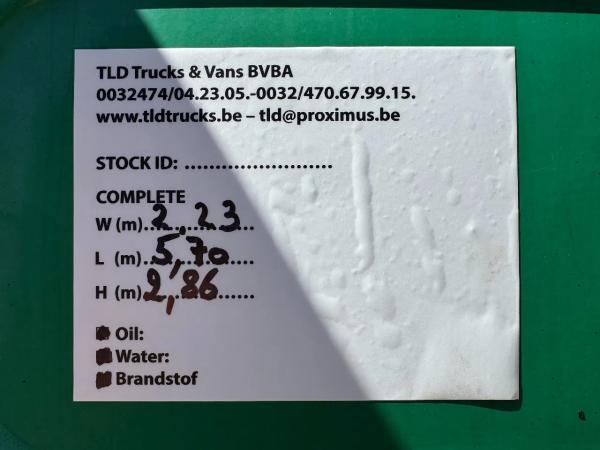 TLD Trucks & Vans BVBA
0032474/04.23.05.-0032/470.67.99.15.
www.tldtrucks.be – tld@proximus.be
STOCK ID: ........................
COMPLETE
W (m)..2,23...
L (m)..5,70....
H (m) 2,86......
Oil:
Water:
Brandstof